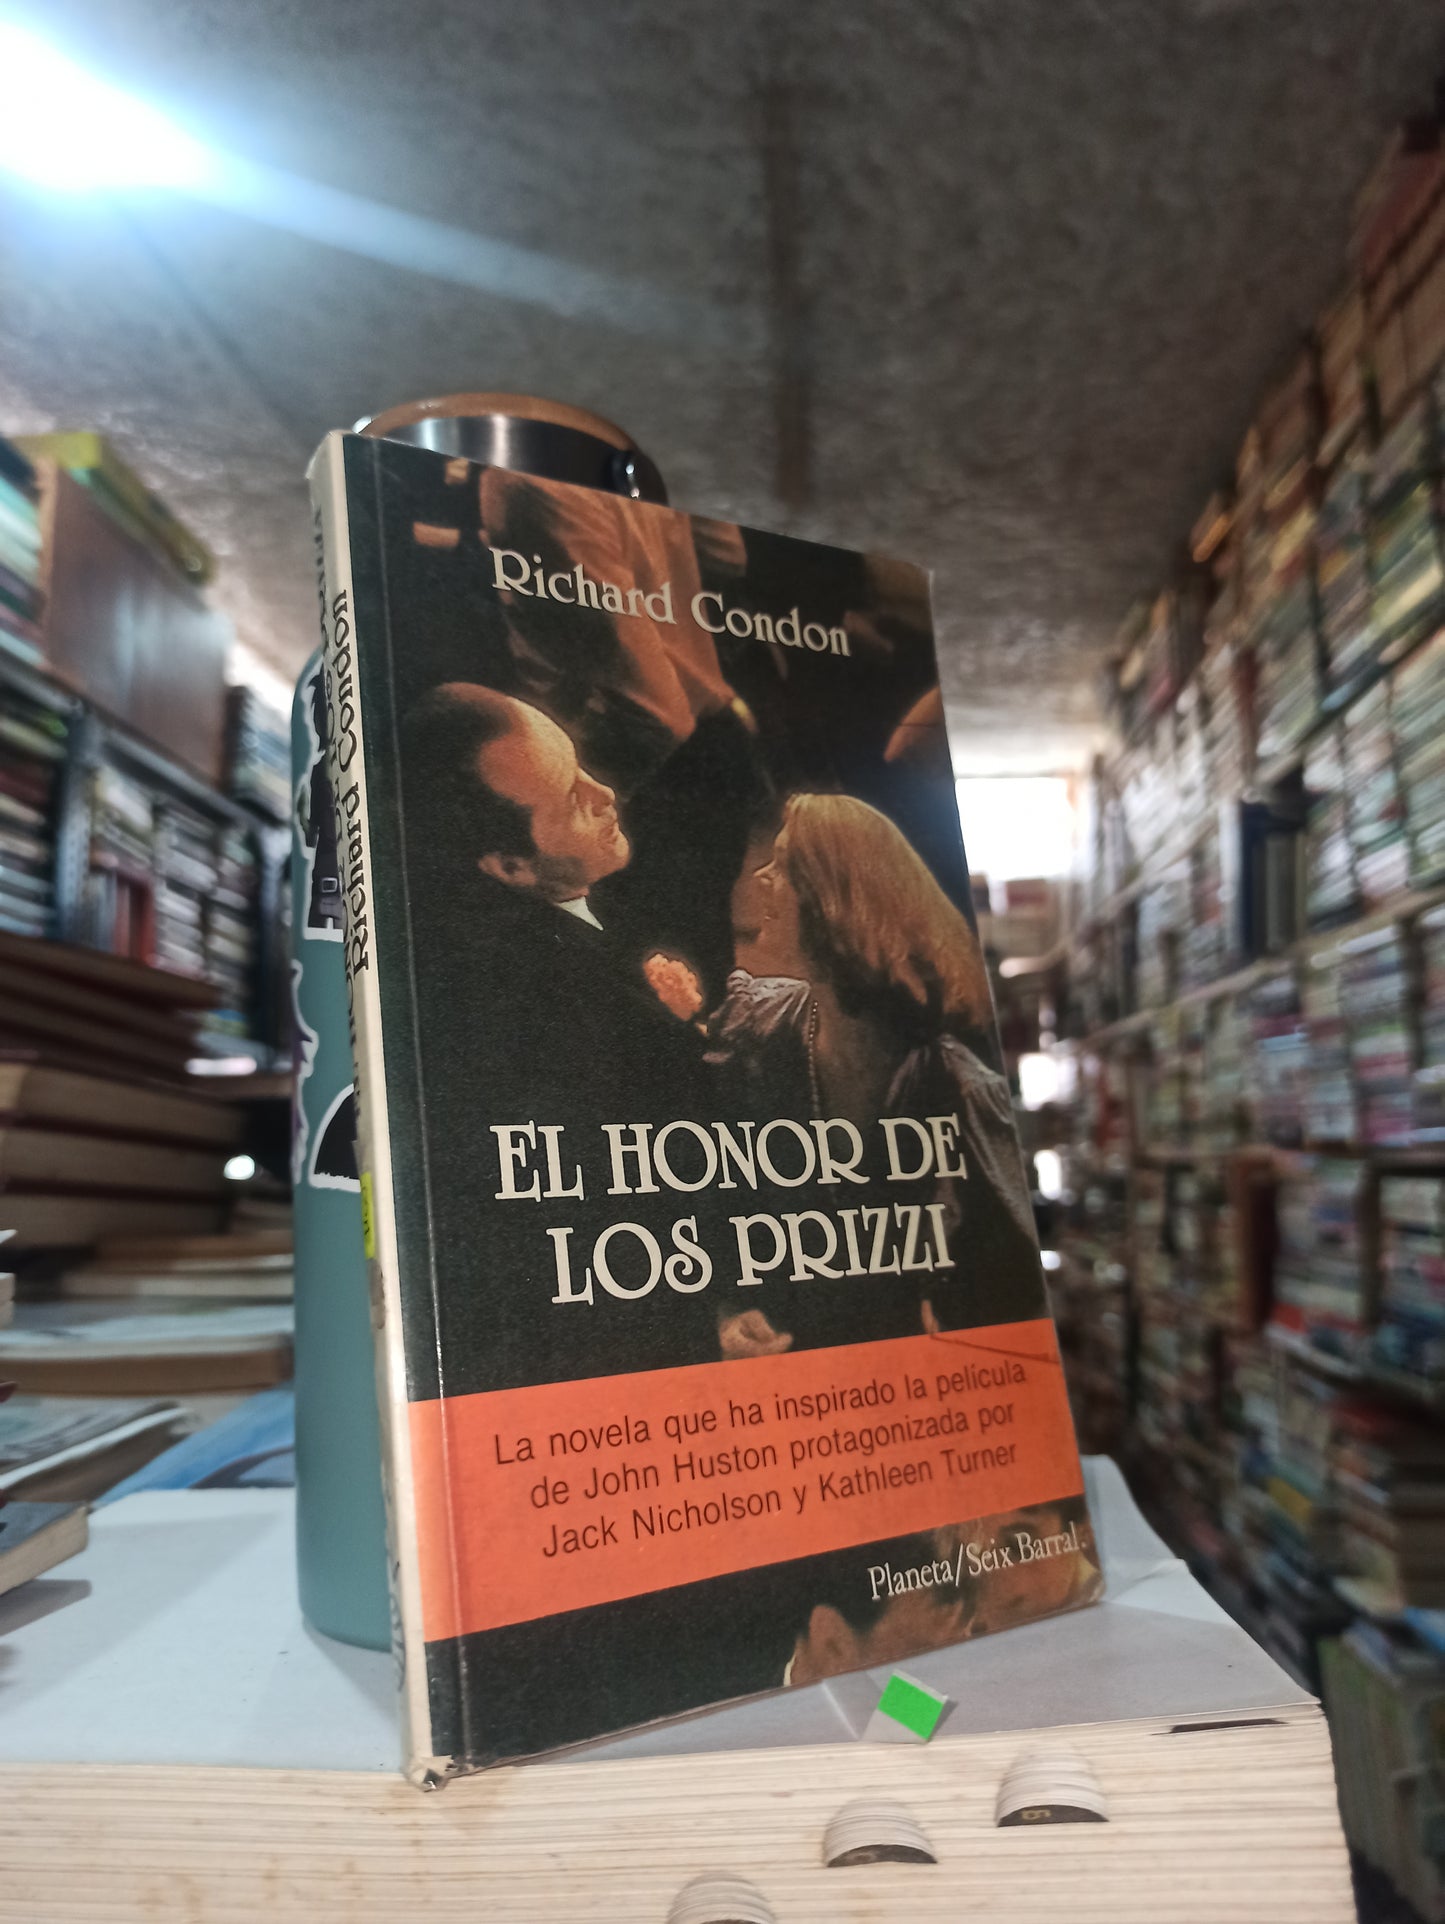 Richard Condon
EL HONOR DE
LOS PRIZZI
La novela que ha inspirado la película
de John Huston protagonizada por
Jack Nicholson y Kathleen Turner
Planeta/Seix Barral
Richard Condon